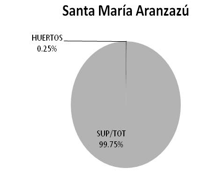 Santa María Aranzazú
HUERTOS
0.25%
SUP/TOT
99.75%